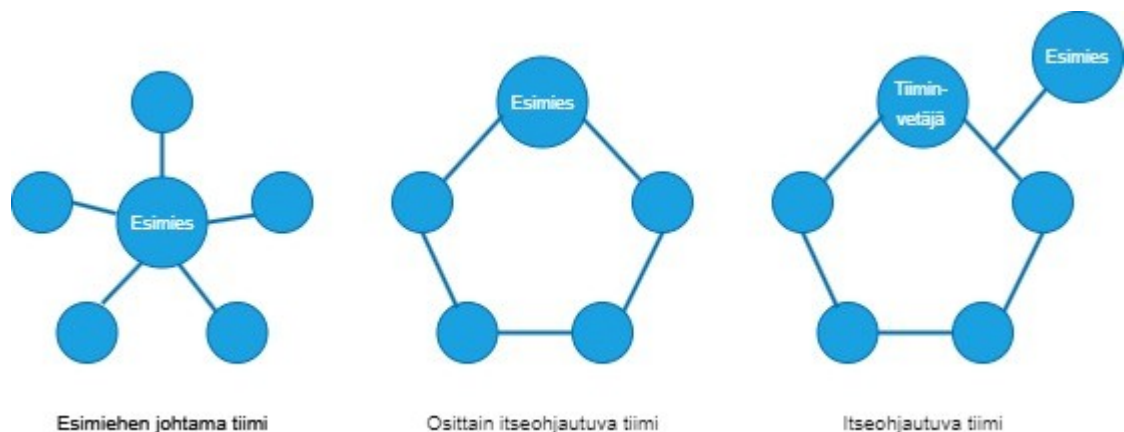 Esimies
Esimies
Esimies
Tiimin-
vetäjä
Esimiehen johtama tiimi
Osittain itseohjautuva tiimi
Itseohjautuva tiimi